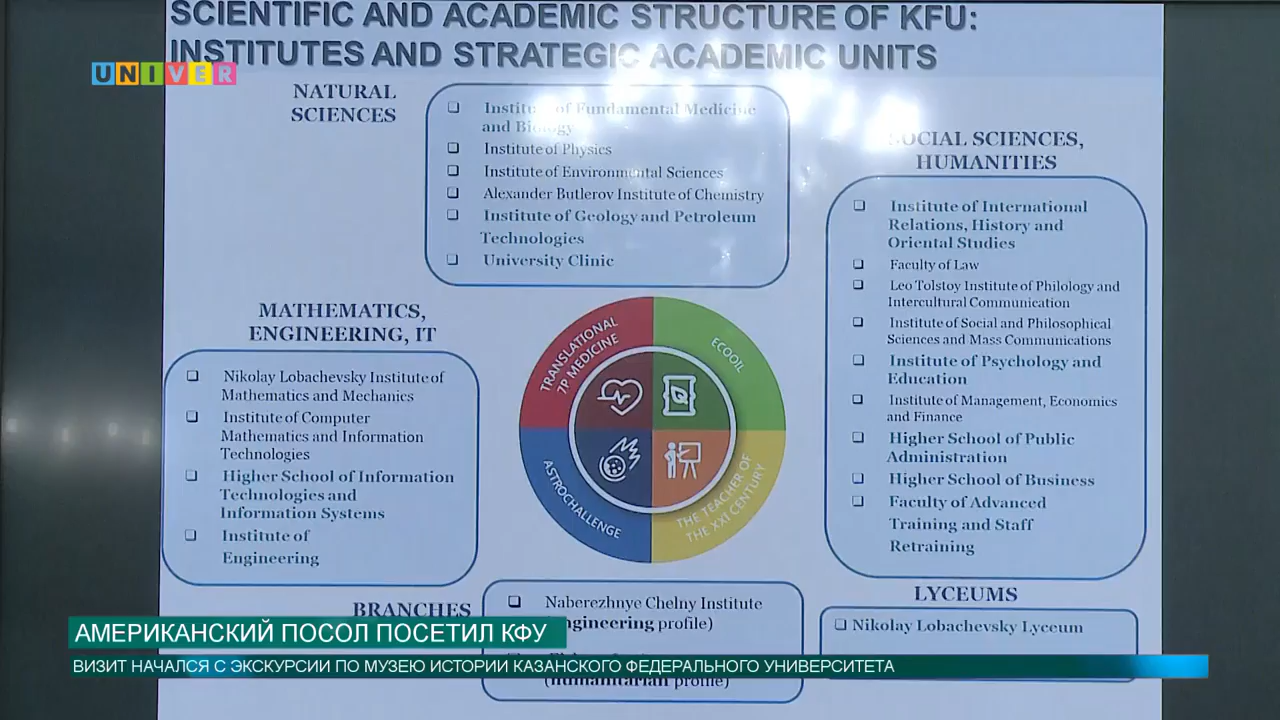 SCIENTIFIC AND ACADEMIC STRUCTURE OF KFU:
INSTITUTES AND STRATEGIC ACADEMIC UNITS
UNIVER
NATURAL
SCIENCES
❑ Institute of Fundamental Medicine
and Biology
❑ Institute of Physics
❑ Institute of Environmental Sciences
❑ Alexander Butlerov Institute of Chemistry
❑ Institute of Geology and Petroleum
Technologies
❑ University Clinic
SOCIAL SCIENCES,
HUMANITIES
❑ Institute of International
Relations, History and
Oriental Studies
❑ Faculty of Law
❑ Leo Tolstoy Institute of Philology and
Intercultural Communication
❑ Institute of Social and Philosophical
Sciences and Mass Communications
❑ Institute of Psychology and
Education
❑ Institute of Management, Economics
and Finance
❑ Higher School of Public
Administration
❑ Higher School of Business
❑ Faculty of Advanced
Training and Staff
Retraining
MATHEMATICS,
ENGINEERING, IT
❑ Nikolay Lobachevsky Institute of
Mathematics and Mechanics
❑ Institute of Computer
Mathematics and Information
Technologies
❑ Higher School of Information
Technologies and
Information Systems
❑ Institute of
Engineering
TRANSLATIONAL
7P MEDICINE
ECOOIL
ASTROCHALLENGE
THE TEACHER OF
THE XXI CENTURY
BRANCHES
❑ Naberezhnye Chelny Institute
profile)
(humanitarian profile)
LYCEUMS
❑ Nikolay Lobachevsky Lyceum
АМЕРИКАНСКИЙ ПОСОЛ ПОСЕТИЛ КФУ
ВИЗИТ НАЧАЛСЯ С ЭКСКУРСИИ ПО МУЗЕЮ ИСТОРИИ КАЗАНСКОГО ФЕДЕРАЛЬНОГО УНИВЕРСИТЕТА